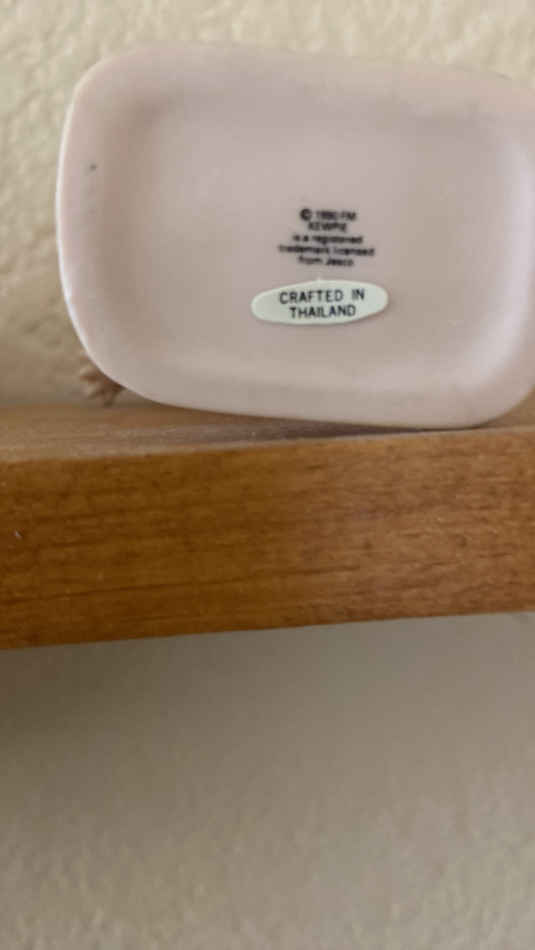 © 1990 FM
KEWPIE
is a registered
trademark licensed
from Jesco
CRAFTED IN
THAILAND